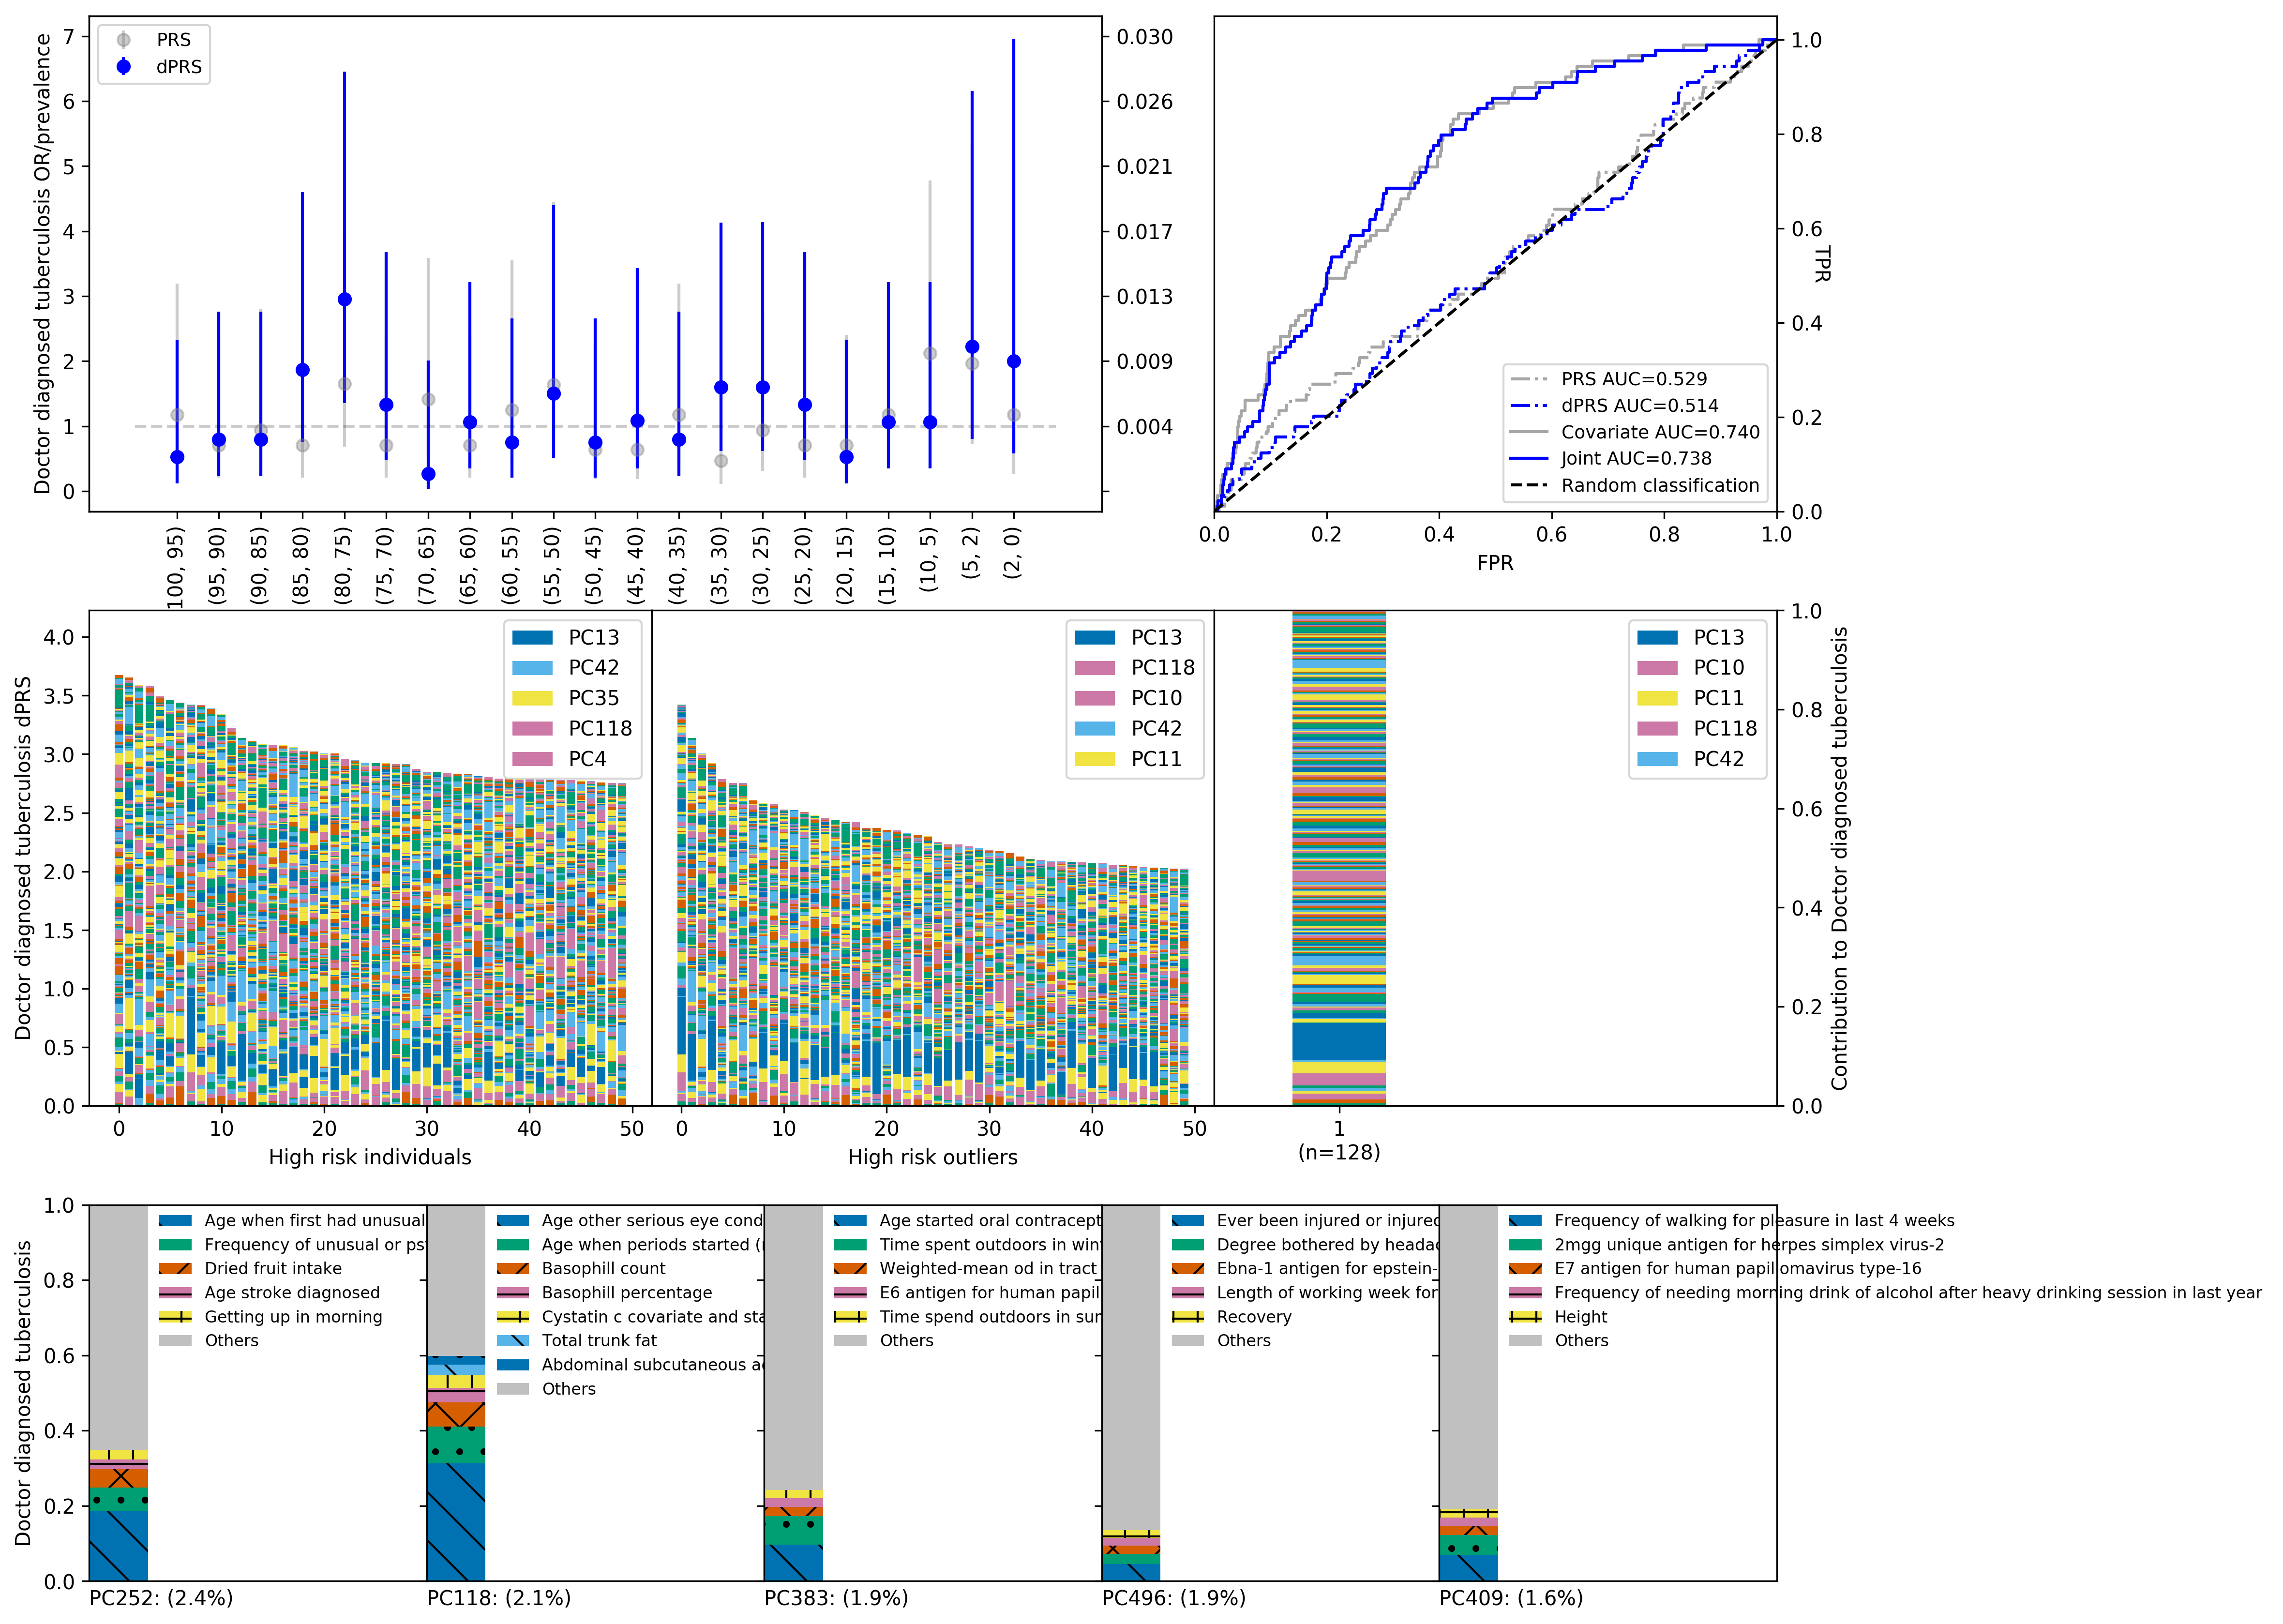 Doctor diagnosed tuberculosis OR/prevalence
7
6
5
4
3
2
1
0
PRS
dPRS
0.030
0.026
0.021
0.017
0.013
0.009
0.004
100, 95)
(95, 90)
(90, 85)
(85, 80)
(80, 75)
(75, 70)
(70, 65)
(65, 60)
(60, 55)
(55, 50)
(50, 45)
(45, 40)
(40, 35)
(35, 30)
(30, 25)
(25, 20)
(20, 15)
(15, 10)
(10, 5)
(5, 2)
(2, 0)
1.0
0.8
0.6
0.4
0.2
0.0
TPR
PRS AUC=0.529
dPRS AUC=0.514
Covariate AUC=0.740
Joint AUC=0.738
Random classification
0.0 0.2 0.4 0.6 0.8 1.0
FPR
Doctor diagnosed tuberculosis dPRS
4.0
3.5
3.0
2.5
2.0
1.5
1.0
0.5
0.0
PC13
PC42
PC35
PC118
PC4
0 10 20 30 40 50
High risk individuals
PC13
PC118
PC10
PC42
PC11
0 10 20 30 40 50
High risk outliers
PC13
PC10
PC11
PC118
PC42
1
(n=128)
1.0
0.8
0.6
0.4
0.2
0.0
Contribution to Doctor diagnosed tuberculosis
Doctor diagnosed tuberculosis
1.0
0.8
0.6
0.4
0.2
0.0
Age when first had unusual
Frequency of unusual or ps
Dried fruit intake
Age stroke diagnosed
Getting up in morning
Others
PC252: (2.4%)
Age other serious eye cond
Age when periods started (
Basophill count
Basophill percentage
Cystatin c covariate and sta
Total trunk fat
Abdominal subcutaneous a
Others
PC118: (2.1%)
Age started oral contracept
Time spent outdoors in win
Weighted-mean od in tract
E6 antigen for human papil
Time spend outdoors in sum
Others
PC383: (1.9%)
Ever been injured or injured
Degree bothered by headac
Ebna-1 antigen for epstein-
Length of working week for
Recovery
Others
PC496: (1.9%)
Frequency of walking for pleasure in last 4 weeks
2mgg unique antigen for herpes simplex virus-2
E7 antigen for human papillomavirus type-16
Frequency of needing morning drink of alcohol after heavy drinking session in last year
Height
Others
PC409: (1.6%)